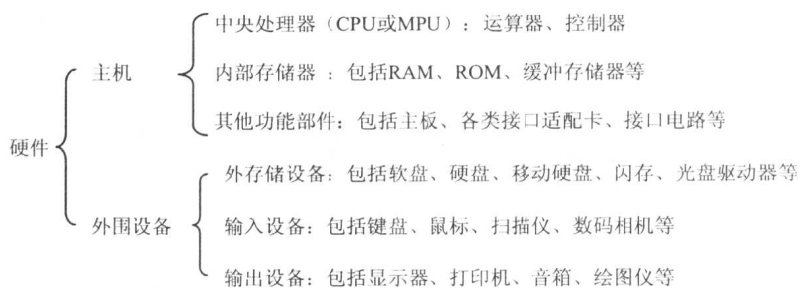 中央处理器（CPU或MPU）：运算器、控制器
主机
内部存储器 ：包括RAM、ROM、缓冲存储器等
其他功能部件：包括主板、各类接口适配卡、接口电路等
硬件
外存储设备：包括软盘、硬盘、移动硬盘、闪存、光盘驱动器等
外围设备
输入设备：包括键盘、鼠标、扫描仪、数码相机等
输出设备：包括显示器、打印机、音箱、绘图仪等